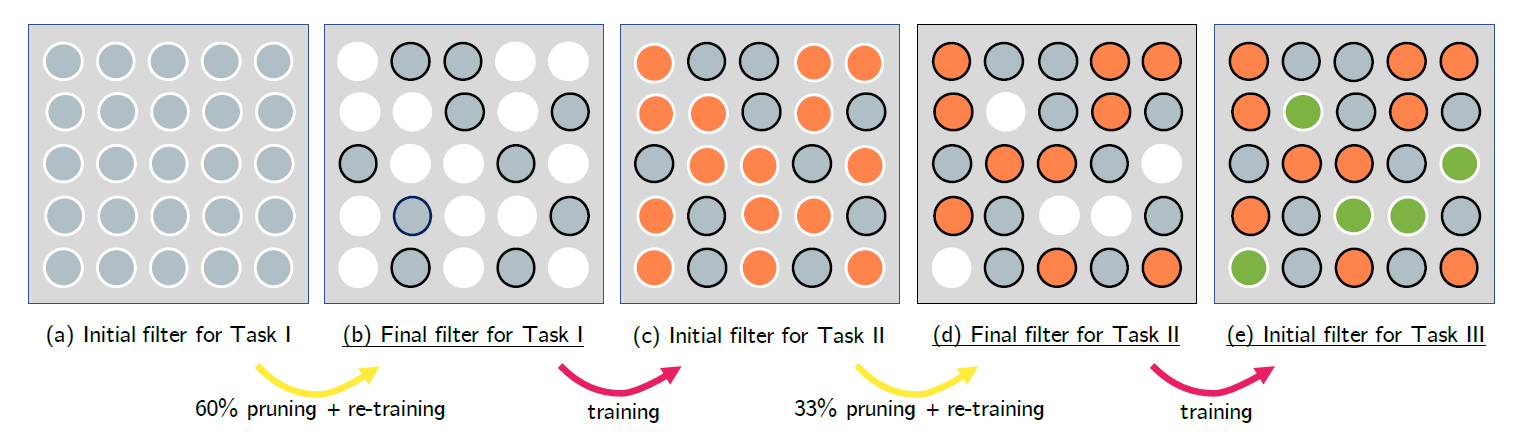 (a) Initial filter for Task I
(b) Final filter for Task I
(c) Initial filter for Task II
(d) Final filter for Task II
(e) Initial filter for Task III
60% pruning + re-training
training
33% pruning + re-training
training